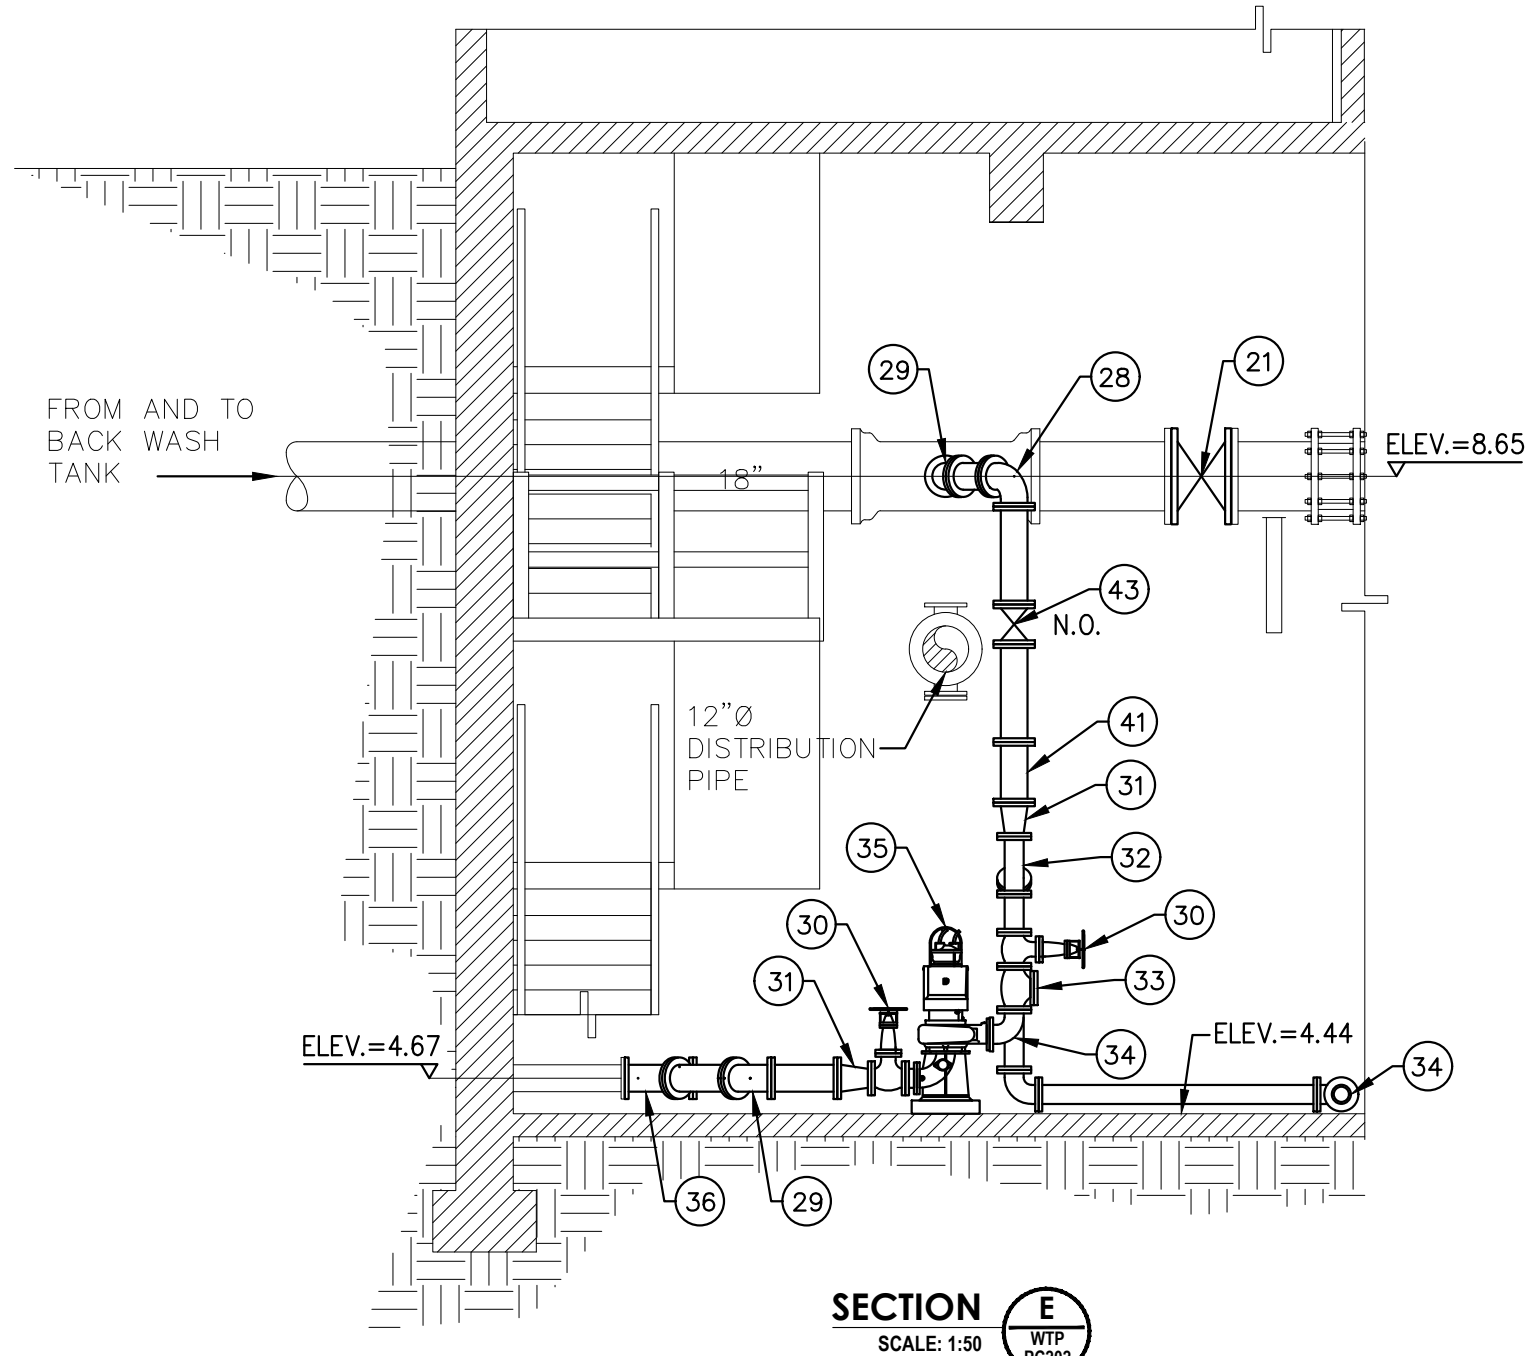 29
28
21
FROM AND TO
BACK WASH
TANK
18"
ELEV.=8.65
43
N.O.
12"Ø
DISTRIBUTION
PIPE
41
31
35
32
30
30
31
33
ELEV.=4.67
34
ELEV.=4.44
34
36
29
SECTION
SCALE: 1:50
E
WTP